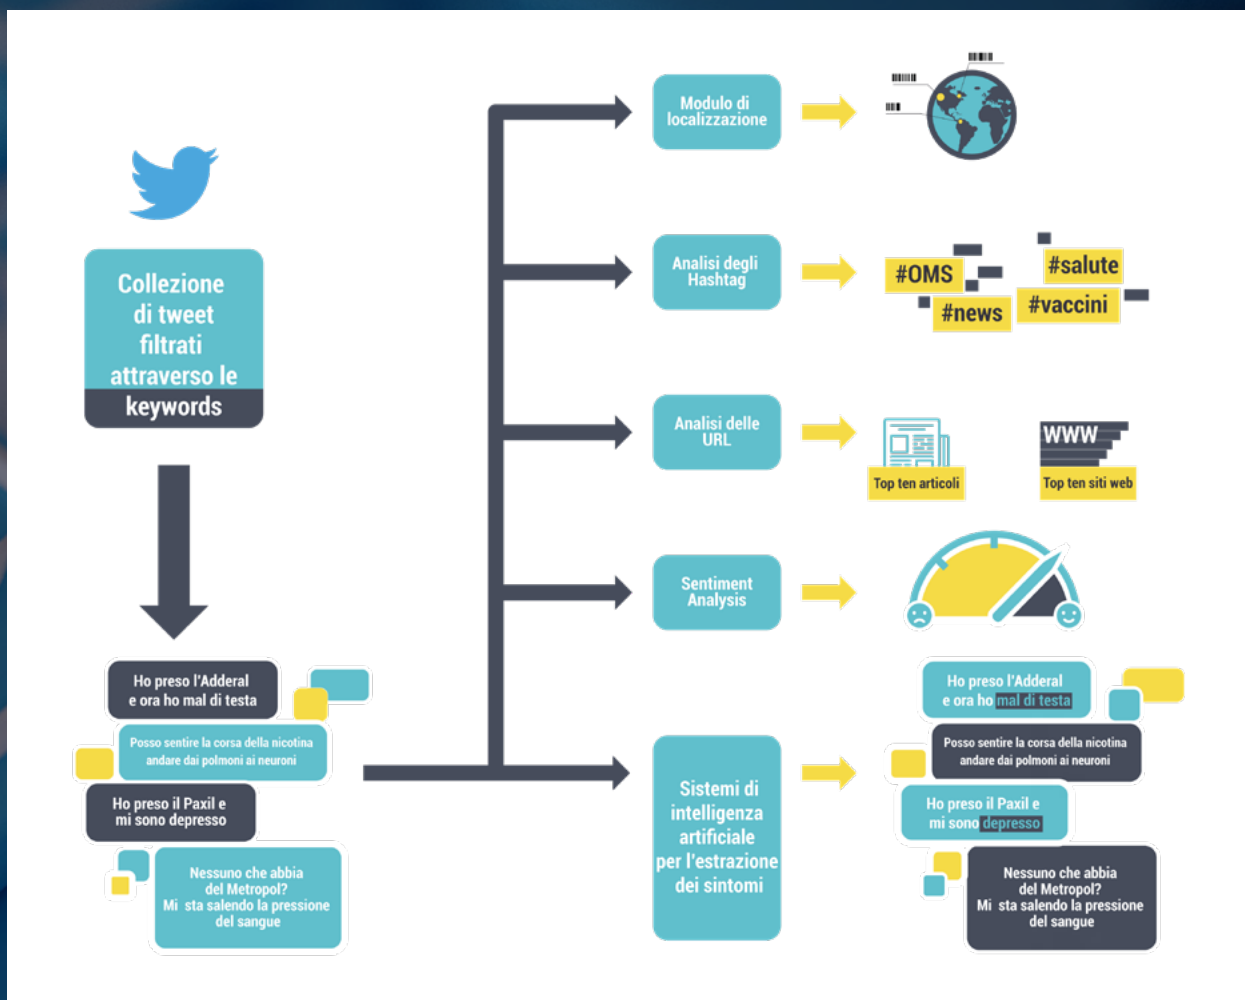 Collezione
di tweet
filtrati
attraverso le
keywords
Ho preso l'Adderal
e ora ho mal di testa
Posso sentire la corsa della nicotina
andare dai polmoni ai neuroni
Ho preso il Paxil e
mi sono depresso
Nessuno che abbia
del Metropol?
Mi sta salendo la pressione
del sangue
Modulo di
localizzazione
Analisi degli
Hashtag
#OMS
#salute
#news
#vaccini
Analisi delle
URL
Top ten articoli
WWW
Top ten siti web
Sentiment
Analysis
Sistemi di
intelligenza
artificiale
per l'estrazione
dei sintomi
Ho preso l'Adderal
e ora ho mal di testa
Posso sentire la corsa della nicotina
andare dai polmoni ai neuroni
Ho preso il Paxil e
mi sono depresso
Nessuno che abbia
del Metropol?
Mi sta salendo la pressione
del sangue